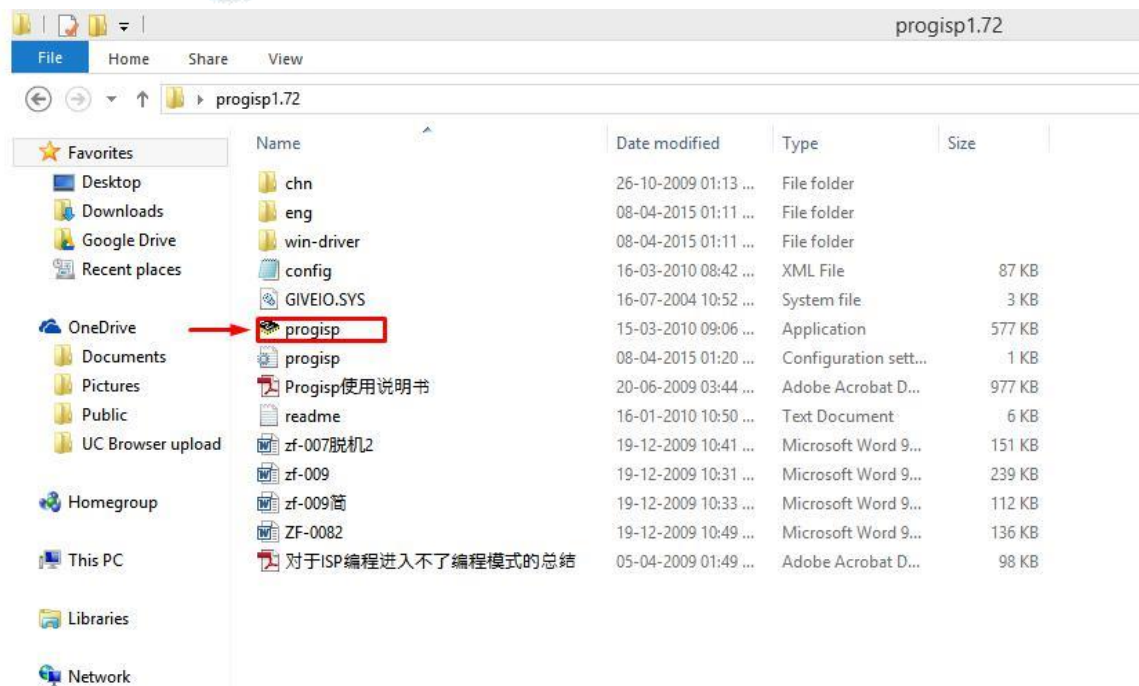 progisp1.72
File Home Share View
progisp1.72
Name Date modified Type Size
Favorites
Desktop
Downloads
Google Drive
Recent places
OneDrive
Documents
Pictures
Public
UC Browser upload
Homegroup
This PC
Libraries
Network
chn 26-10-2009 01:13 ... File folder
eng 08-04-2015 01:11 ... File folder
win-driver 08-04-2015 01:11 ... File folder
config 16-03-2010 08:42 ... XML File 87 KB
GIVEIO.SYS 16-07-2004 10:52 ... System file 3 KB
progisp 15-03-2010 09:06 ... Application 577 KB
progisp 08-04-2015 01:20 ... Configuration sett... 1 KB
Progisp使用说明书 20-06-2009 03:44 ... Adobe Acrobat D... 977 KB
readme 16-01-2010 10:50 ... Text Document 6 KB
zf-007脱机2 19-12-2009 10:41 ... Microsoft Word 9... 151 KB
zf-009 19-12-2009 10:31 ... Microsoft Word 9... 239 KB
zf-009简 19-12-2009 10:33 ... Microsoft Word 9... 112 KB
ZF-0082 19-12-2009 10:49 ... Microsoft Word 9... 136 KB
对于ISP编程进入不了编程模式的总结 05-04-2009 01:49 ... Adobe Acrobat D... 98 KB